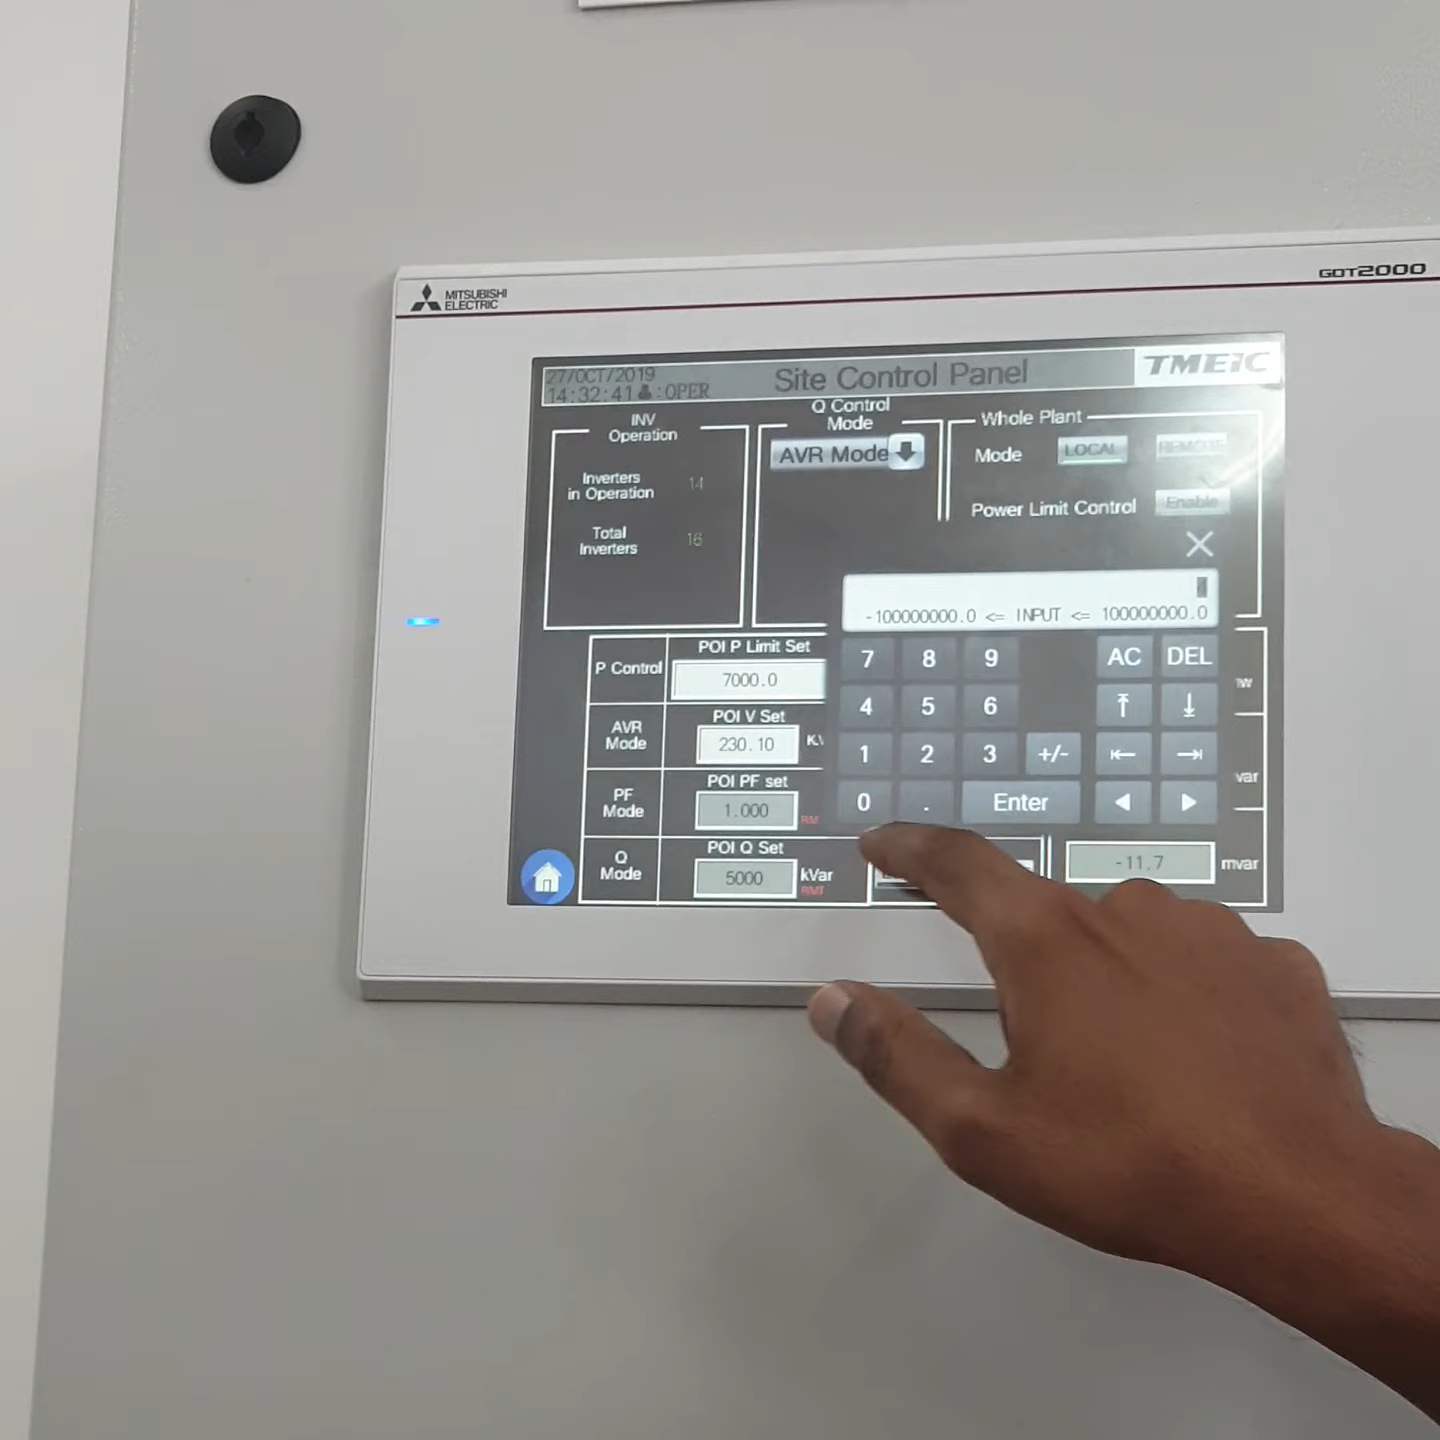 MITSUBISHI
ELECTRIC
GOT2000
27/OCT/2019
14:32:41 :OPER
Site Control Panel
TMEIC
INV
Operation
Inverters
in Operation
14
Total
Inverters
16
Q Control
Mode
AVR Mode
Whole Plant
Mode
LOCAL
REMOTE
Power Limit Control
Enable
-100000000.0 <= INPUT <= 100000000.0
7 8 9 AC DEL
4 5 6
1 2 3 +/-
0 . Enter
P Control
POI P Limit Set
7000.0
AVR
Mode
POI V Set
230.10
PF
Mode
POI PF set
1.000
Q
Mode
POI Q Set
5000
kVar
RMT
var
-11.7
mvar